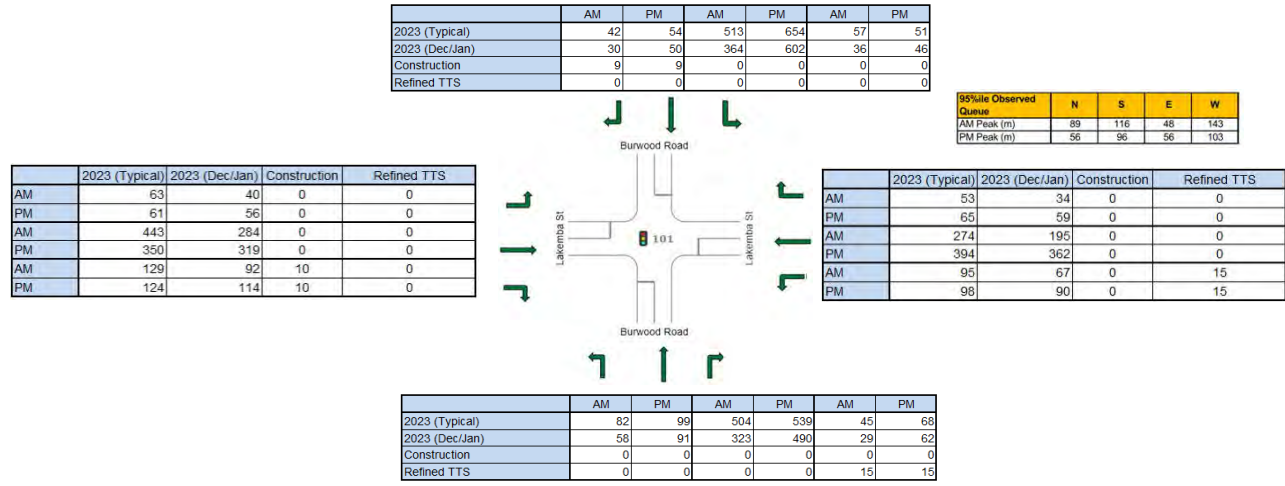 AM PM AM PM AM PM
2023 (Typical) 42 54 513 654 57 51
2023 (Dec/Jan) 30 50 364 602 36 46
Construction 9 9 0 0 0 0
Refined TTS 0 0 0 0 0 0
95%ile Observed Queue N S E W
AM Peak (m) 89 116 48 143
PM Peak (m) 56 96 56 103
Burwood Road
2023 (Typical) 2023 (Dec/Jan) Construction Refined TTS
AM 63 40 0 0
PM 61 56 0 0
AM 443 284 0 0
PM 350 319 0 0
AM 129 92 10 0
PM 124 114 10 0
Lakemba St
101
Lakemba St
2023 (Typical) 2023 (Dec/Jan) Construction Refined TTS
AM 53 34 0 0
PM 65 59 0 0
AM 274 195 0 0
PM 394 362 0 0
AM 95 67 0 15
PM 98 90 0 15
Burwood Road
AM PM AM PM AM PM
2023 (Typical) 82 99 504 539 45 68
2023 (Dec/Jan) 58 91 323 490 29 62
Construction 0 0 0 0 0 0
Refined TTS 0 0 0 0 15 15